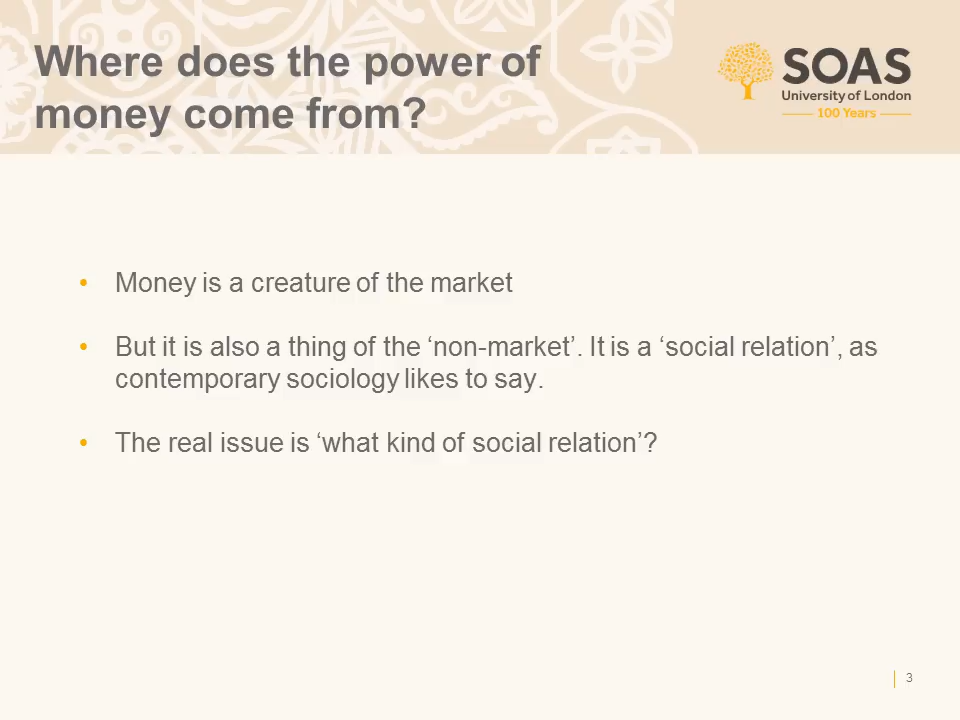 Where does the power of
money come from?
SOAS
University of London
100 Years
• Money is a creature of the market
• But it is also a thing of the ‘non-market’. It is a ‘social relation’, as
contemporary sociology likes to say.
• The real issue is ‘what kind of social relation’?
3